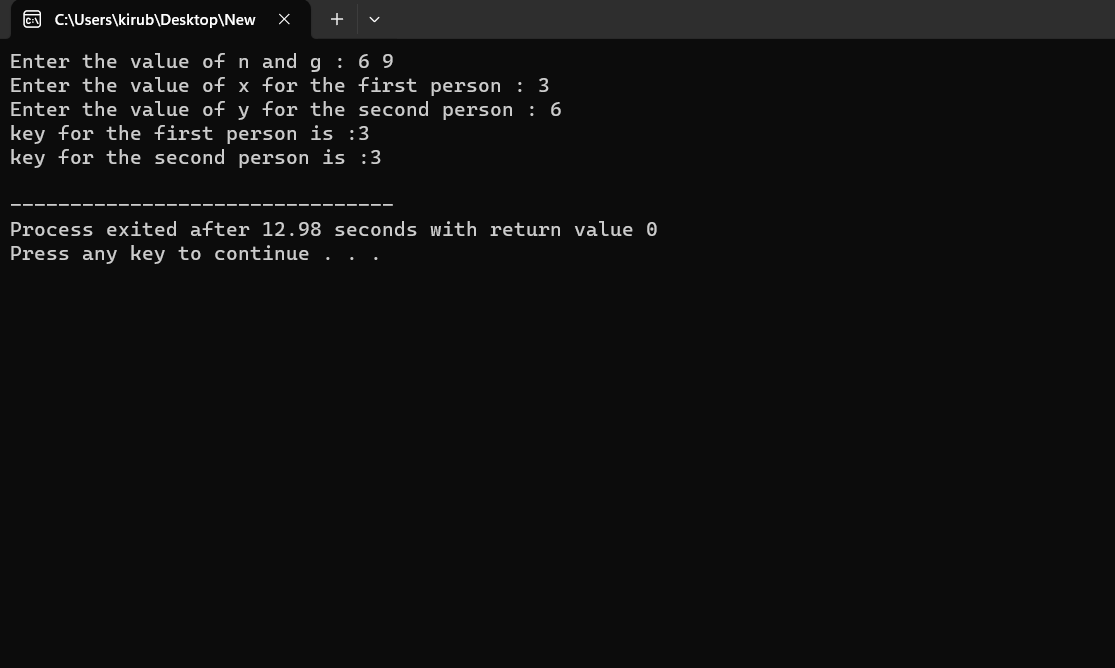 C:\Users\kirub\Desktop\New
Enter the value of n and g : 6 9
Enter the value of x for the first person : 3
Enter the value of y for the second person : 6
key for the first person is :3
key for the second person is :3
--------------------------------
Process exited after 12.98 seconds with return value 0
Press any key to continue . . .